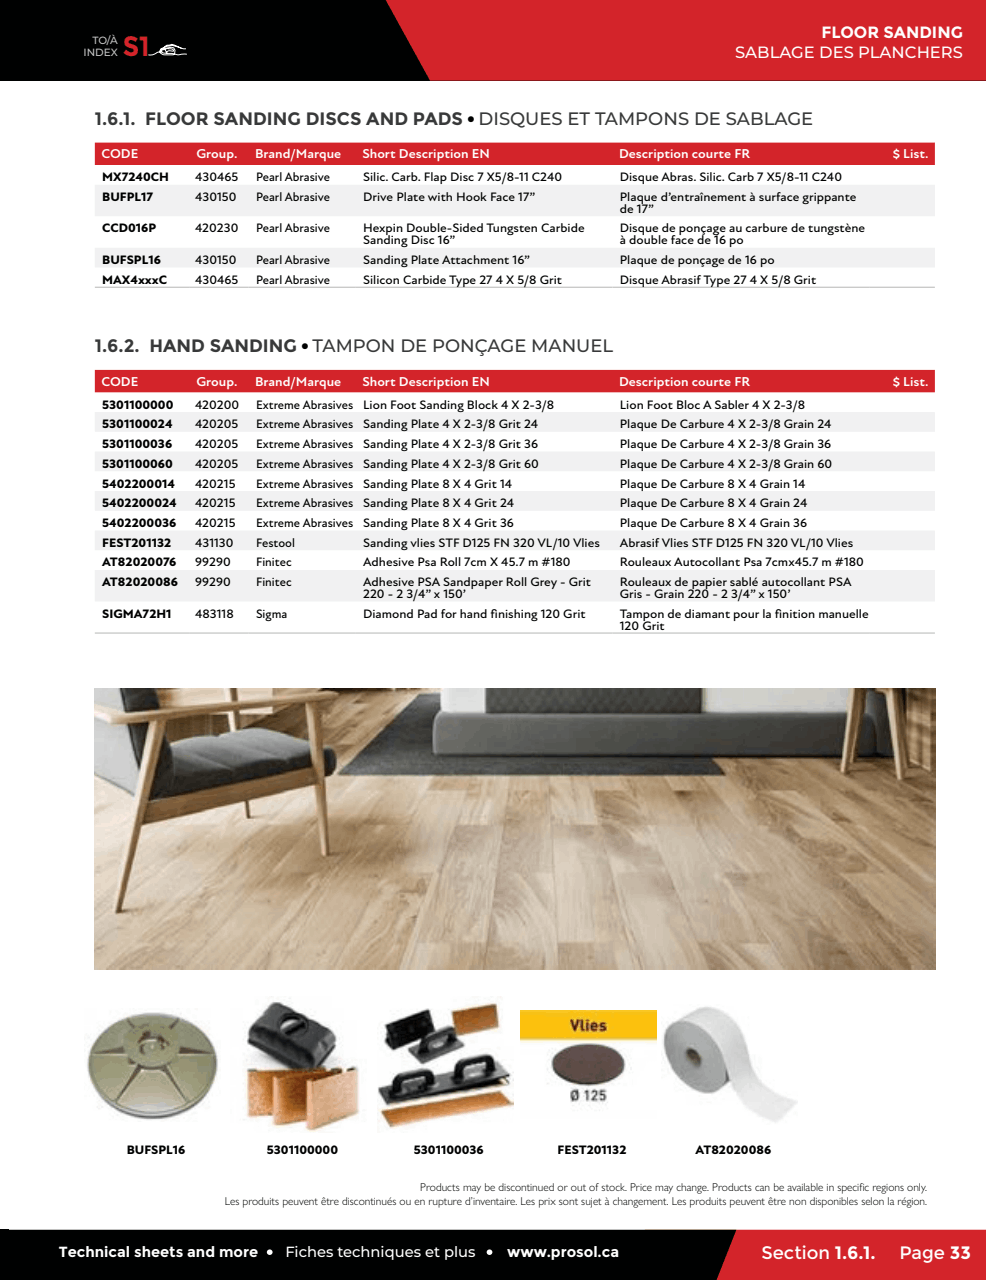 TO/À
INDEX S1
FLOOR SANDING
SABLAGE DES PLANCHERS
1.6.1. FLOOR SANDING DISCS AND PADS • DISQUES ET TAMPONS DE SABLAGE
CODE Group. Brand/Marque Short Description EN Description courte FR $ List.
MX7240CH 430465 Pearl Abrasive Silic. Carb. Flap Disc 7 X5/8-11 C240 Disque Abras. Silic. Carb 7 X5/8-11 C240
BUFPL17 430150 Pearl Abrasive Drive Plate with Hook Face 17” Plaque d’entraînement à surface grippante
de 17”
CCD016P 420230 Pearl Abrasive Hexpin Double-Sided Tungsten Carbide Disque de ponçage au carbure de tungstène
Sanding Disc 16” à double face de 16 po
BUFSPL16 430150 Pearl Abrasive Sanding Plate Attachment 16” Plaque de ponçage de 16 po
MAX4xxxC 430465 Pearl Abrasive Silicon Carbide Type 27 4 X 5/8 Grit Disque Abrasif Type 27 4 X 5/8 Grit
1.6.2. HAND SANDING • TAMPON DE PONÇAGE MANUEL
CODE Group. Brand/Marque Short Description EN Description courte FR $ List.
5301100000 420200 Extreme Abrasives Lion Foot Sanding Block 4 X 2-3/8 Lion Foot Bloc A Sabler 4 X 2-3/8
5301100024 420205 Extreme Abrasives Sanding Plate 4 X 2-3/8 Grit 24 Plaque De Carbure 4 X 2-3/8 Grain 24
5301100036 420205 Extreme Abrasives Sanding Plate 4 X 2-3/8 Grit 36 Plaque De Carbure 4 X 2-3/8 Grain 36
5301100060 420205 Extreme Abrasives Sanding Plate 4 X 2-3/8 Grit 60 Plaque De Carbure 4 X 2-3/8 Grain 60
5402200014 420215 Extreme Abrasives Sanding Plate 8 X 4 Grit 14 Plaque De Carbure 8 X 4 Grain 14
5402200024 420215 Extreme Abrasives Sanding Plate 8 X 4 Grit 24 Plaque De Carbure 8 X 4 Grain 24
5402200036 420215 Extreme Abrasives Sanding Plate 8 X 4 Grit 36 Plaque De Carbure 8 X 4 Grain 36
FEST201132 431130 Festool Sanding vlies STF D125 FN 320 VL/10 Vlies Abrasif Vlies STF D125 FN 320 VL/10 Vlies
AT82020076 99290 Finitec Adhesive Psa Roll 7cm X 45.7 m #180 Rouleaux Autocollant Psa 7cmx45.7 m #180
AT82020086 99290 Finitec Adhesive PSA Sandpaper Roll Grey - Grit Rouleaux de papier sablé autocollant PSA
220 - 2 3/4” x 150’ Gris - Grain 220 - 2 3/4” x 150’
SIGMA72H1 483118 Sigma Diamond Pad for hand finishing 120 Grit Tampon de diamant pour la finition manuelle
120 Grit
Vlies
Ø 125
BUFSPL16 5301100000 5301100036 FEST201132 AT82020086
Products may be discontinued or out of stock. Price may change. Products can be available in specific regions only.
Les produits peuvent être discontinués ou en rupture d’inventaire. Les prix sont sujet à changement. Les produits peuvent être non disponibles selon la région.
Technical sheets and more • Fiches techniques et plus • www.prosol.ca
Section 1.6.1. Page 33